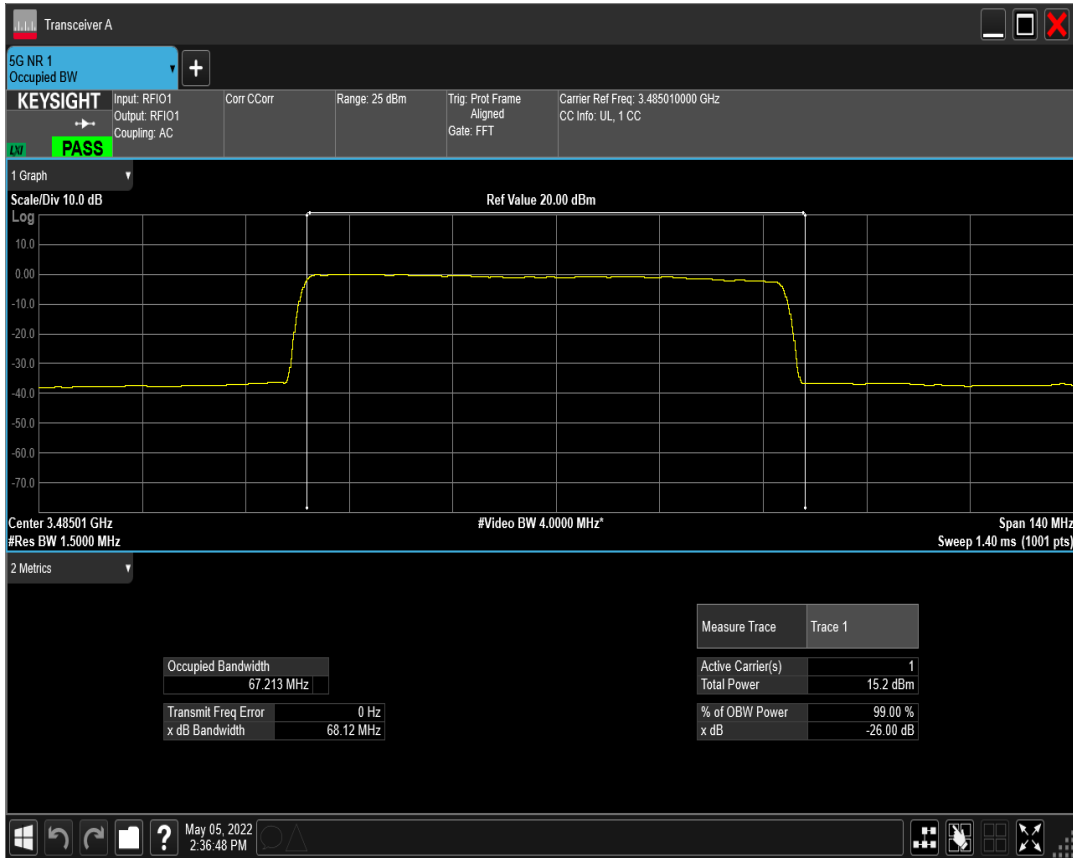 Transceiver A
5G NR 1
Occupied BW
KEYSIGHT
LXI
PASS
Input: RFIO1
Output: RFIO1
Coupling: AC
Corr CCorr
Range: 25 dBm
Trig: Prot Frame
Aligned
Gate: FFT
Carrier Ref Freq: 3.485010000 GHz
CC Info: UL, 1 CC
1 Graph
Scale/Div 10.0 dB
Ref Value 20.00 dBm
Log
10.0
0.00
-10.0
-20.0
-30.0
-40.0
-50.0
-60.0
-70.0
Center 3.48501 GHz
#Video BW 4.0000 MHz*
Span 140 MHz
#Res BW 1.5000 MHz
Sweep 1.40 ms (1001 pts)
2 Metrics
Measure Trace Trace 1
Occupied Bandwidth
67.213 MHz
Active Carrier(s) 1
Total Power 15.2 dBm
Transmit Freq Error 0 Hz
x dB Bandwidth 68.12 MHz
% of OBW Power 99.00 %
x dB -26.00 dB
?
May 05, 2022
2:36:48 PM